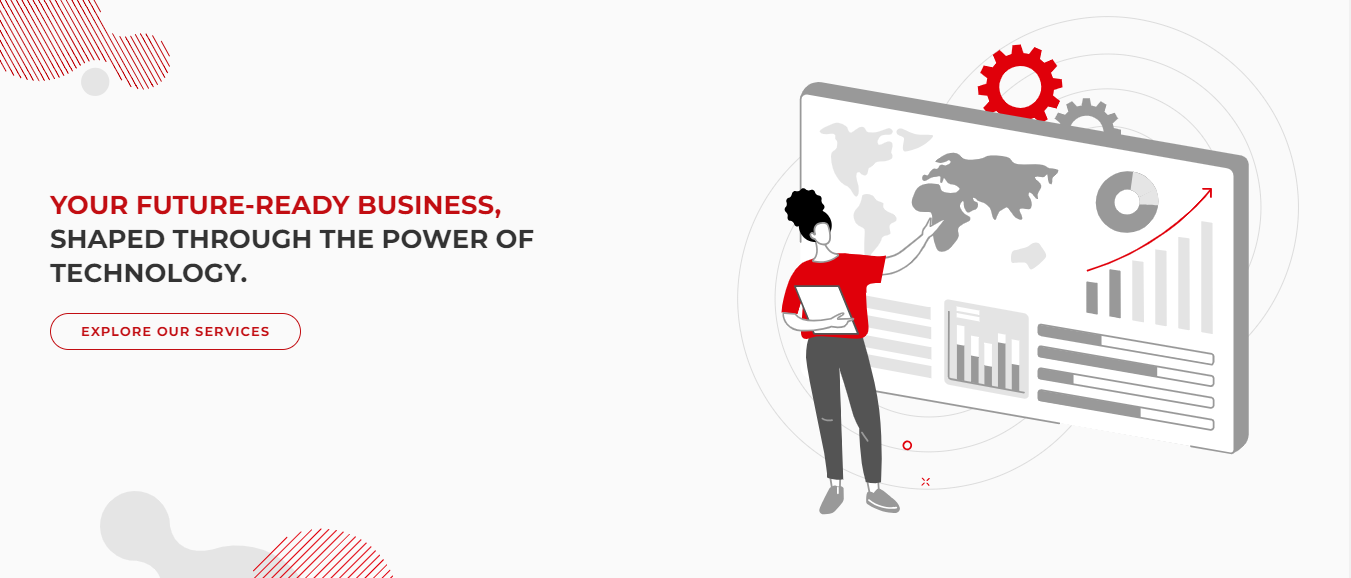 YOUR FUTURE-READY BUSINESS,
SHAPED THROUGH THE POWER OF
TECHNOLOGY.
EXPLORE OUR SERVICES